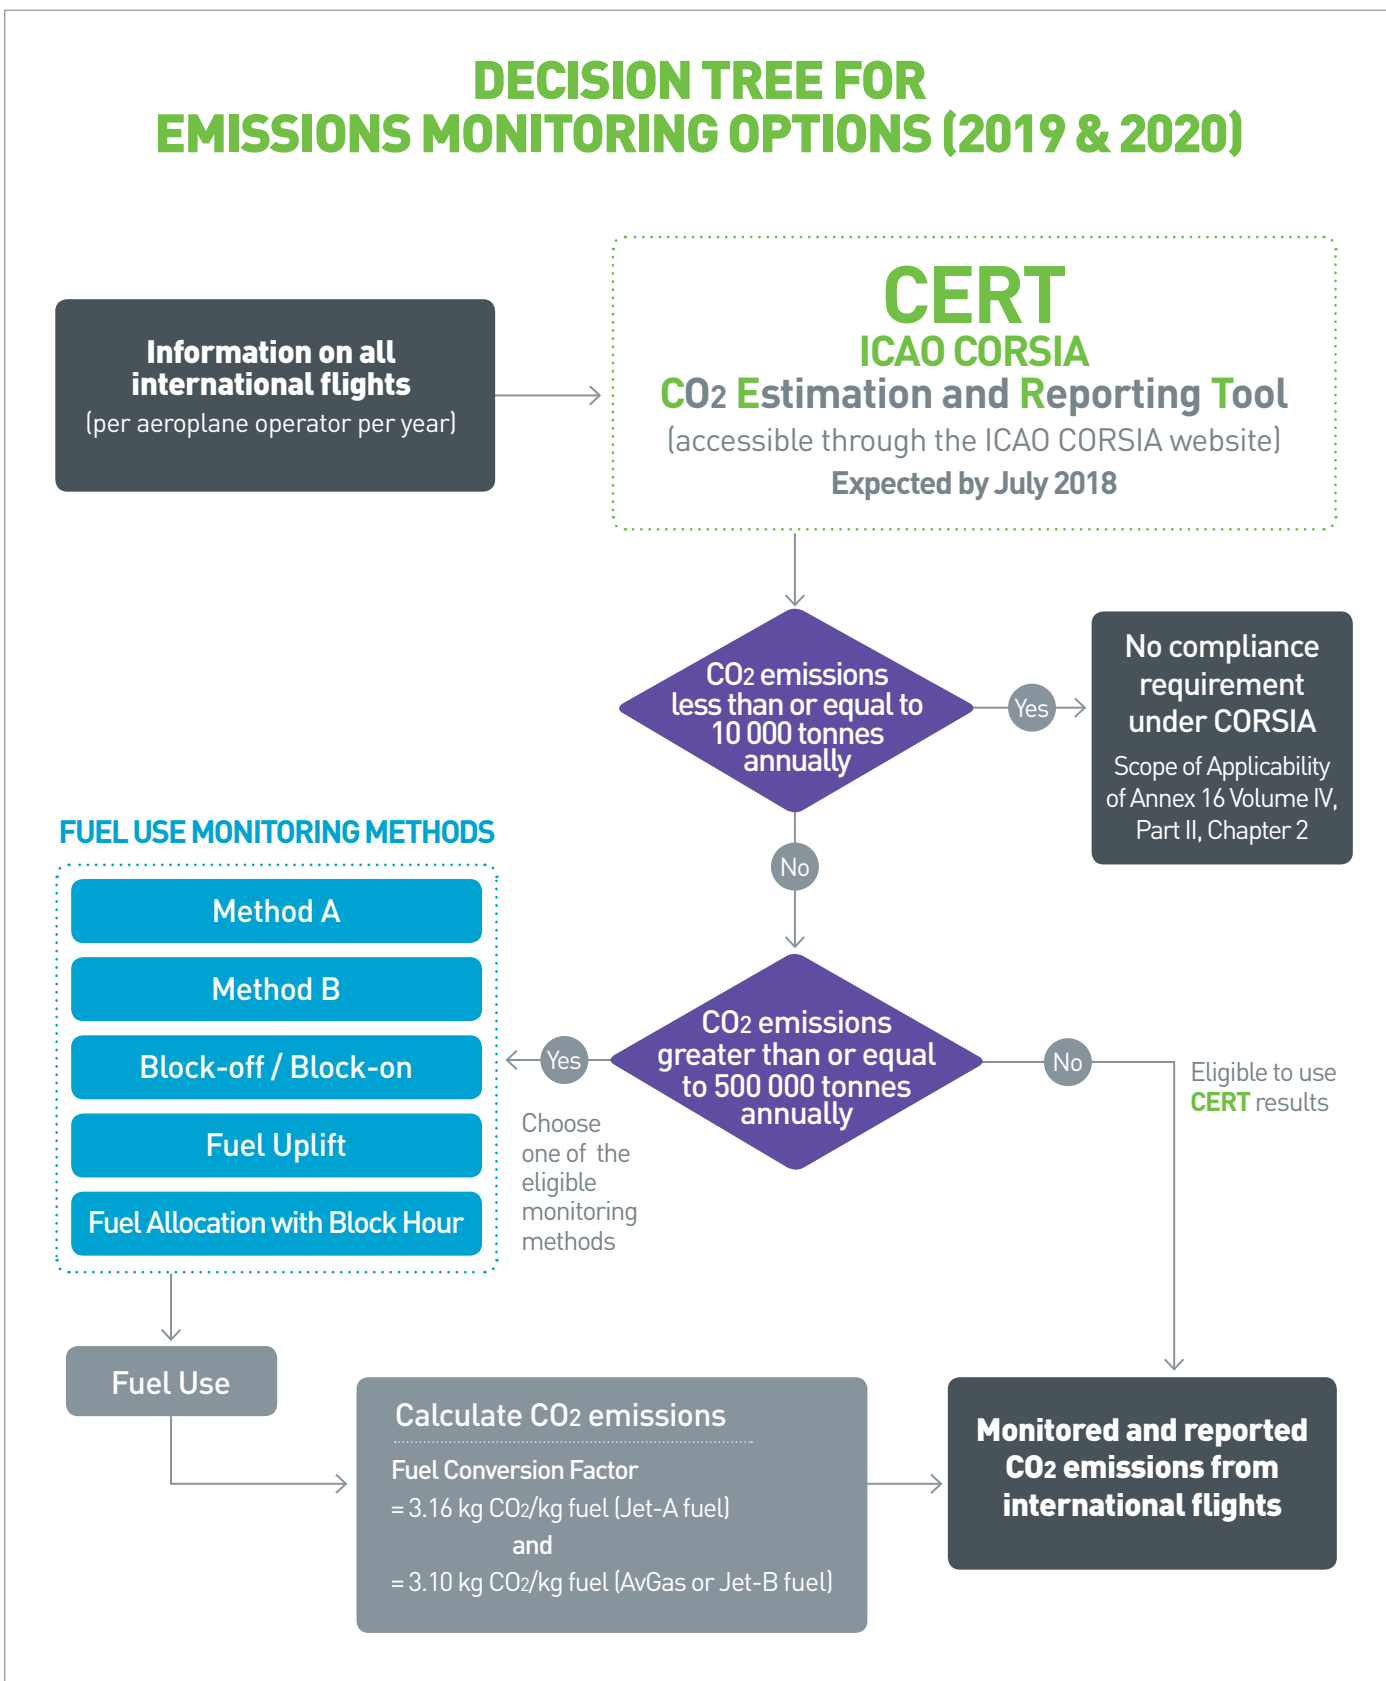 DECISION TREE FOR
EMISSIONS MONITORING OPTIONS (2019 & 2020)
Information on all
international flights
(per aeroplane operator per year)
CERT
ICAO CORSIA
CO2 Estimation and Reporting Tool
(accessible through the ICAO CORSIA website)
Expected by July 2018
CO2 emissions
less than or equal to
10 000 tonnes
annually
Yes
No compliance
requirement
under CORSIA
Scope of Applicability
of Annex 16 Volume IV,
Part II, Chapter 2
No
FUEL USE MONITORING METHODS
Method A
Method B
Block-off / Block-on
Fuel Uplift
Fuel Allocation with Block Hour
Yes
Choose
one of the
eligible
monitoring
methods
CO2 emissions
greater than or equal
to 500 000 tonnes
annually
No
Eligible to use
CERT results
Fuel Use
Calculate CO2 emissions
Fuel Conversion Factor
= 3.16 kg CO2/kg fuel (Jet-A fuel)
and
= 3.10 kg CO2/kg fuel (AvGas or Jet-B fuel)
Monitored and reported
CO2 emissions from
international flights